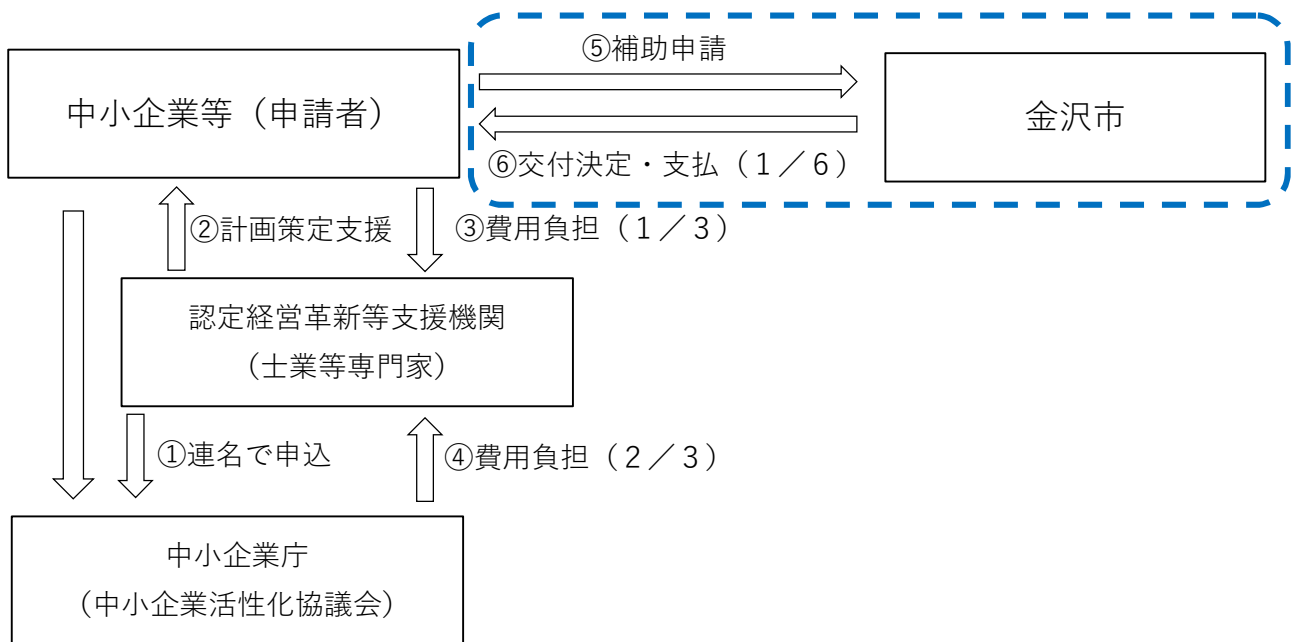 ⑤補助申請
中小企業等（申請者）
金沢市
⑥交付決定・支払（１／６）
②計画策定支援
③費用負担（１／３）
認定経営革新等支援機関
（士業等専門家）
①連名で申込
④費用負担（２／３）
中小企業庁
（中小企業活性化協議会）